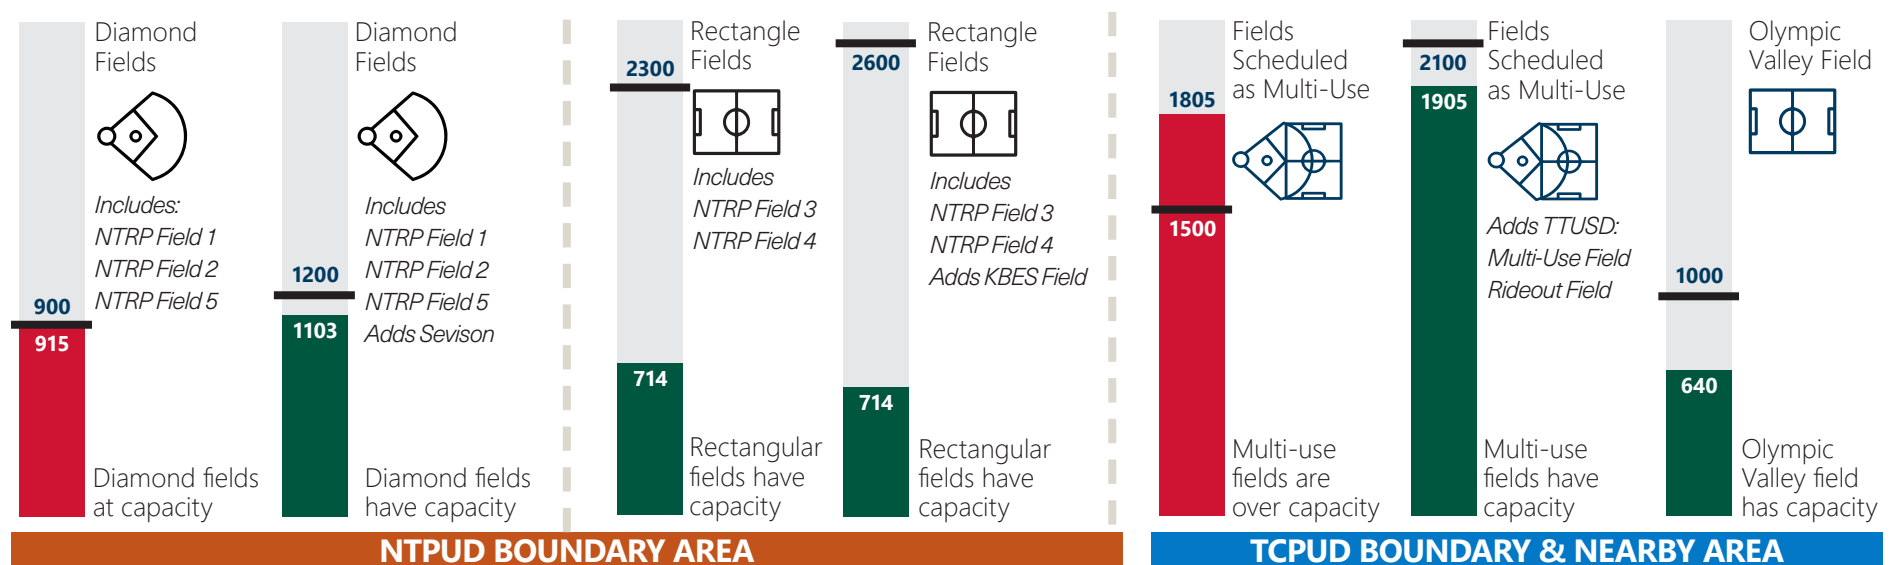 Diamond
Fields
Includes:
NTRP Field 1
NTRP Field 2
NTRP Field 5
900
915
Diamond fields
at capacity
Diamond
Fields
Includes
NTRP Field 1
NTRP Field 2
NTRP Field 5
Adds Sevison
1200
1103
Diamond fields
have capacity
Rectangle
Fields
2300
Includes
NTRP Field 3
NTRP Field 4
714
Rectangular
fields have
capacity
Rectangle
Fields
2600
Includes
NTRP Field 3
NTRP Field 4
Adds KBES Field
714
Rectangular
fields have
capacity
NTPUD BOUNDARY AREA
Fields
Scheduled
as Multi-Use
1805
1500
Multi-use
fields are
over capacity
Fields
Scheduled
as Multi-Use
2100
1905
Adds TTUSD:
Multi-Use Field
Rideout Field
Multi-use
fields have
capacity
Olympic
Valley Field
1000
640
Olympic
Valley field
has capacity
TCPUD BOUNDARY & NEARBY AREA